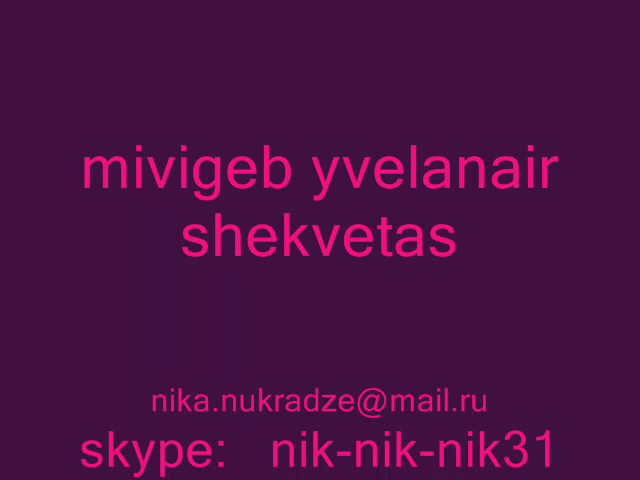 mivigeb yvelanair
shekvetas
nika.nukradze@mail.ru
skype: nik-nik-nik31